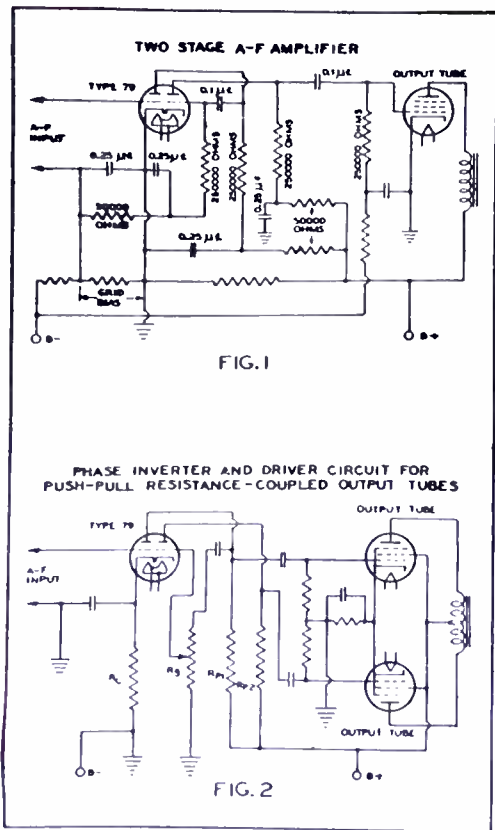 TWO STAGE A-F AMPLIFIER
TYPE 79
0.1 µf
0.1 µf
OUTPUT TUBE
A-F
INPUT
0.25 µf
0.25 µf
250000 OHMS
250000 OHMS
250000 OHMS
250000 OHMS
0.25 µf
50000
OHMS
50000
OHMS
0.25 µf
GRID
BIAS
B-
B+
FIG. 1
PHASE INVERTER AND DRIVER CIRCUIT FOR
PUSH-PULL RESISTANCE-COUPLED OUTPUT TUBES
TYPE 79
OUTPUT TUBE
A-F
INPUT
RL
Rg
RP1
RP2
OUTPUT TUBE
B-
B+
FIG. 2